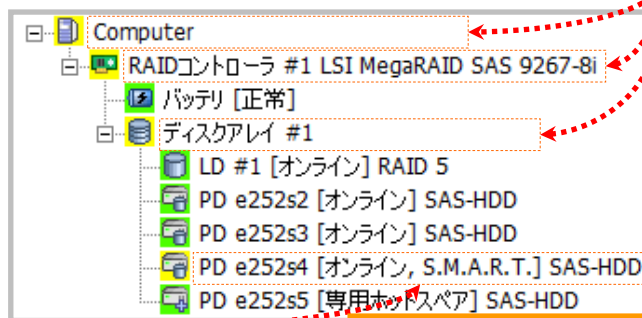 Computer
RAIDコントローラ #1 LSI MegaRAID SAS 9267-8i
バッテリ [正常]
ディスクアレイ #1
LD #1 [オンライン] RAID 5
PD e252s2 [オンライン] SAS-HDD
PD e252s3 [オンライン] SAS-HDD
PD e252s4 [オンライン, S.M.A.R.T.] SAS-HDD
PD e252s5 [専用ホットスペア] SAS-HDD